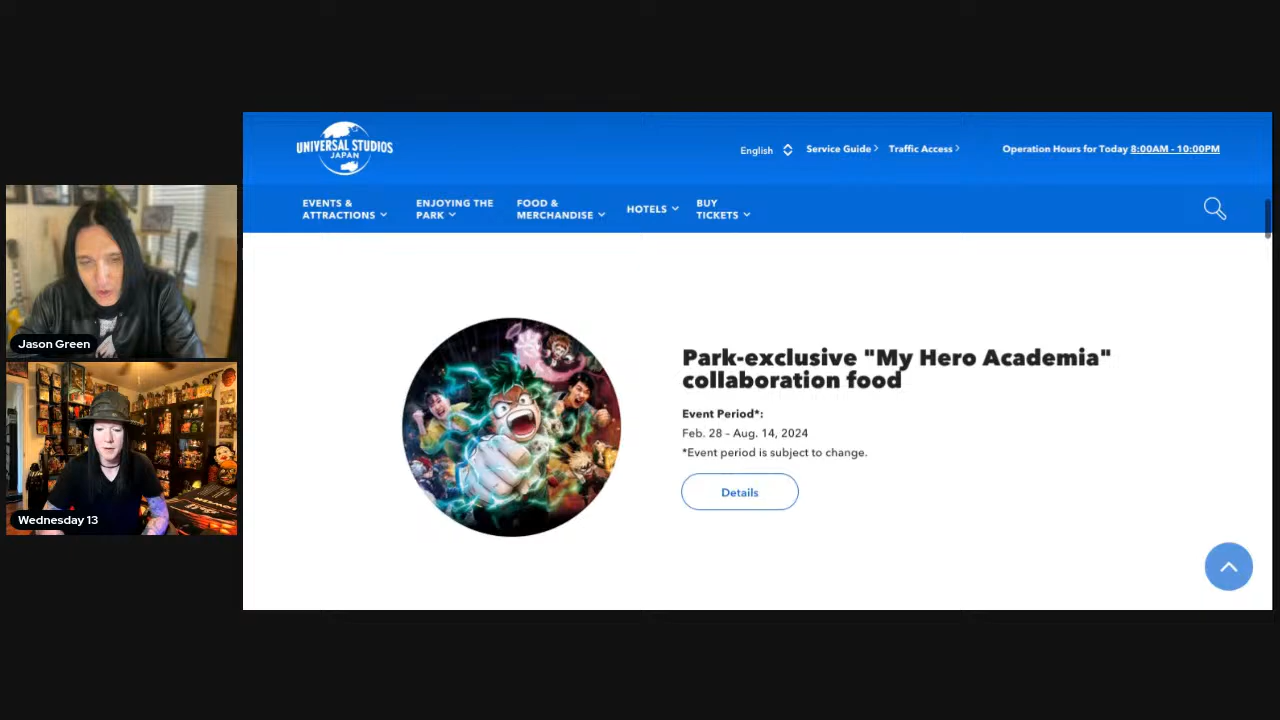 UNIVERSAL STUDIOS
JAPAN
English
Service Guide
Traffic Access
Operation Hours for Today 8:00AM - 10:00PM
EVENTS &
ATTRACTIONS
ENJOYING THE
PARK
FOOD &
MERCHANDISE
HOTELS
BUY
TICKETS
Jason Green
Wednesday 13
Park-exclusive "My Hero Academia"
collaboration food
Event Period*:
Feb. 28 – Aug. 14, 2024
*Event period is subject to change.
Details